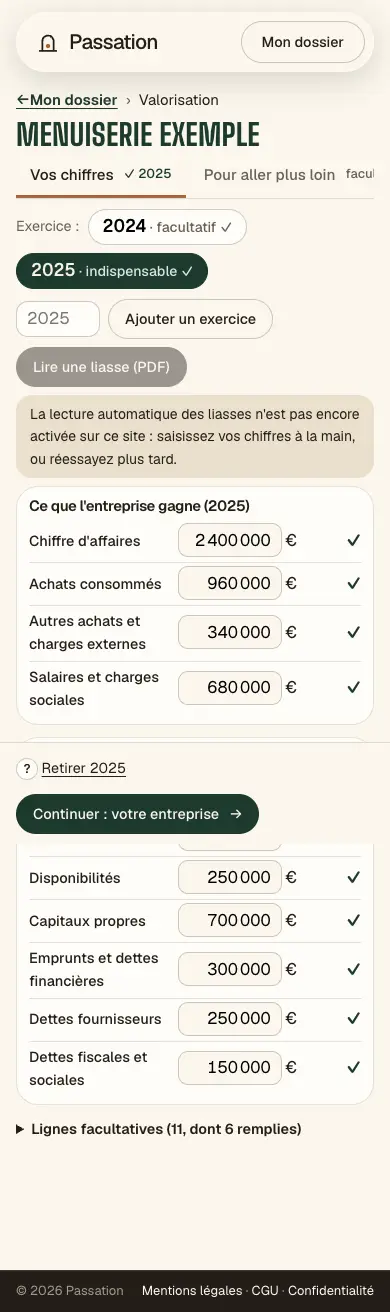 Passation
Mon dossier
←Mon dossier › Valorisation
MENUISERIE EXEMPLE
Vos chiffres ✓ 2025 Pour aller plus loin facul
Exercice : 2024 · facultatif ✓
2025 · indispensable ✓
2025 Ajouter un exercice
Lire une liasse (PDF)
La lecture automatique des liasses n'est pas encore
activée sur ce site : saisissez vos chiffres à la main,
ou réessayez plus tard.
Ce que l'entreprise gagne (2025)
Chiffre d'affaires 2 400 000 € ✓
Achats consommés 960 000 € ✓
Autres achats et
charges externes 340 000 € ✓
Salaires et charges
sociales 680 000 € ✓
? Retirer 2025
Continuer : votre entreprise →
Disponibilités 250 000 € ✓
Capitaux propres 700 000 € ✓
Emprunts et dettes
financières 300 000 € ✓
Dettes fournisseurs 250 000 € ✓
Dettes fiscales et
sociales 150 000 € ✓
▶ Lignes facultatives (11, dont 6 remplies)
© 2026 Passation Mentions légales · CGU · Confidentialité